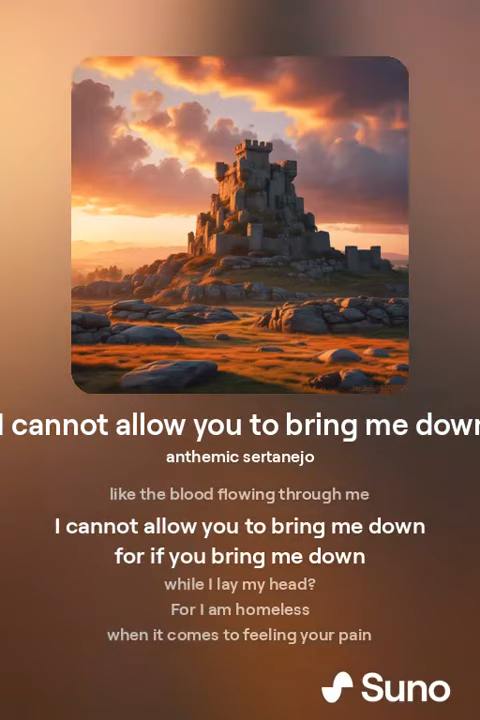 I cannot allow you to bring me down
anthemic sertanejo
like the blood flowing through me
I cannot allow you to bring me down
for if you bring me down
while I lay my head?
For I am homeless
when it comes to feeling your pain
Suno